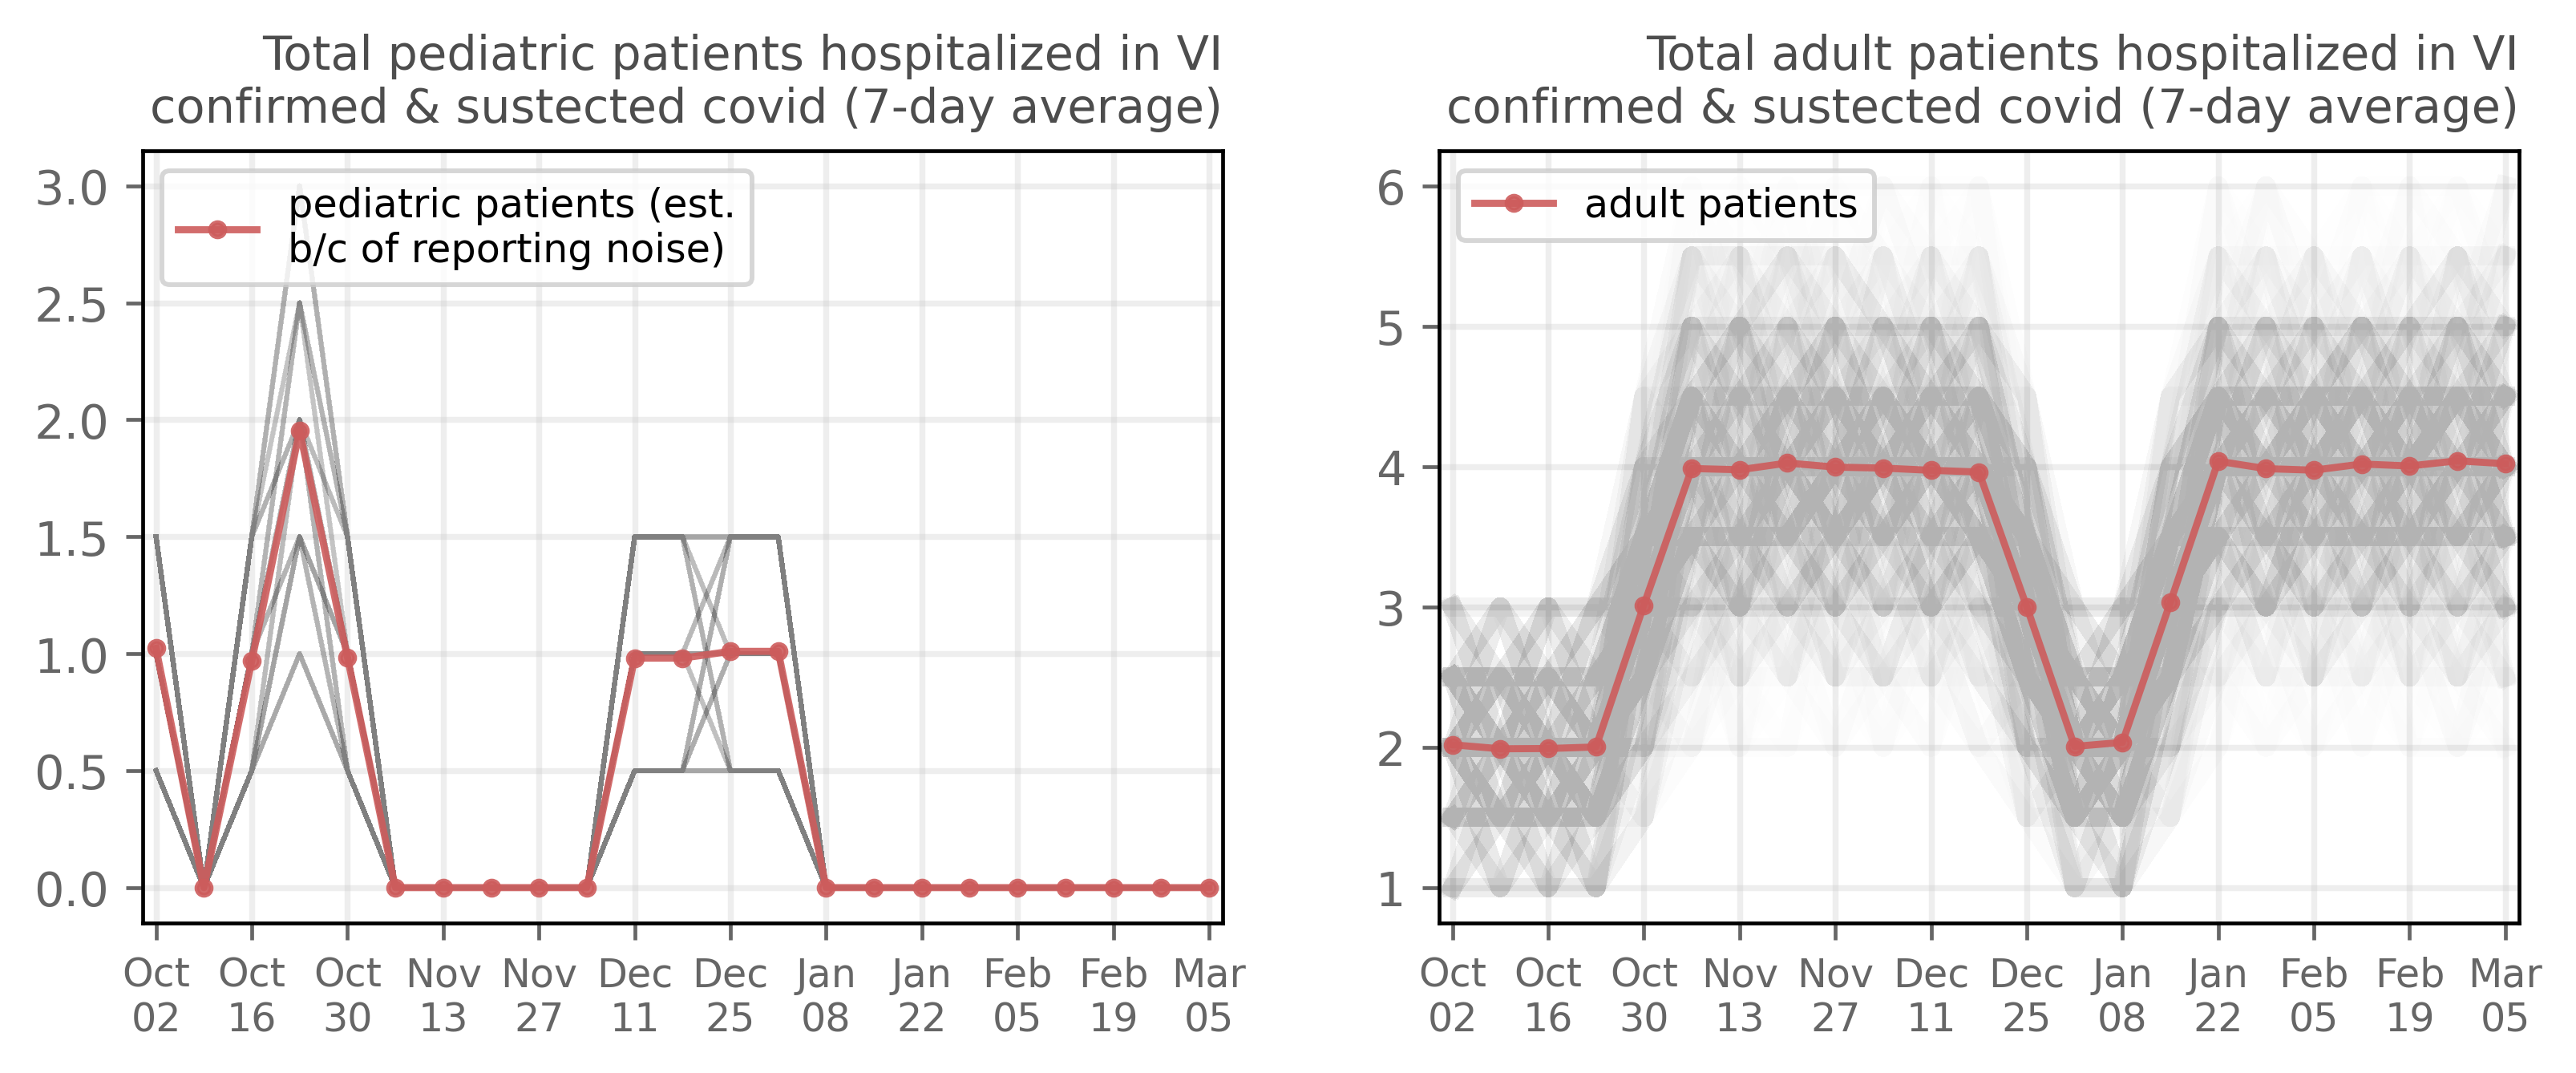 Total pediatric patients hospitalized in VI
confirmed & sustected covid (7-day average)
3.0
2.5
2.0
1.5
1.0
0.5
0.0
pediatric patients (est.
b/c of reporting noise)
Oct Oct Oct Nov Nov Dec Dec Jan Jan Feb Feb Mar
02 16 30 13 27 11 25 08 22 05 19 05
Total adult patients hospitalized in VI
confirmed & sustected covid (7-day average)
6
5
4
3
2
1
adult patients
Oct Oct Oct Nov Nov Dec Dec Jan Jan Feb Feb Mar
02 16 30 13 27 11 25 08 22 05 19 05